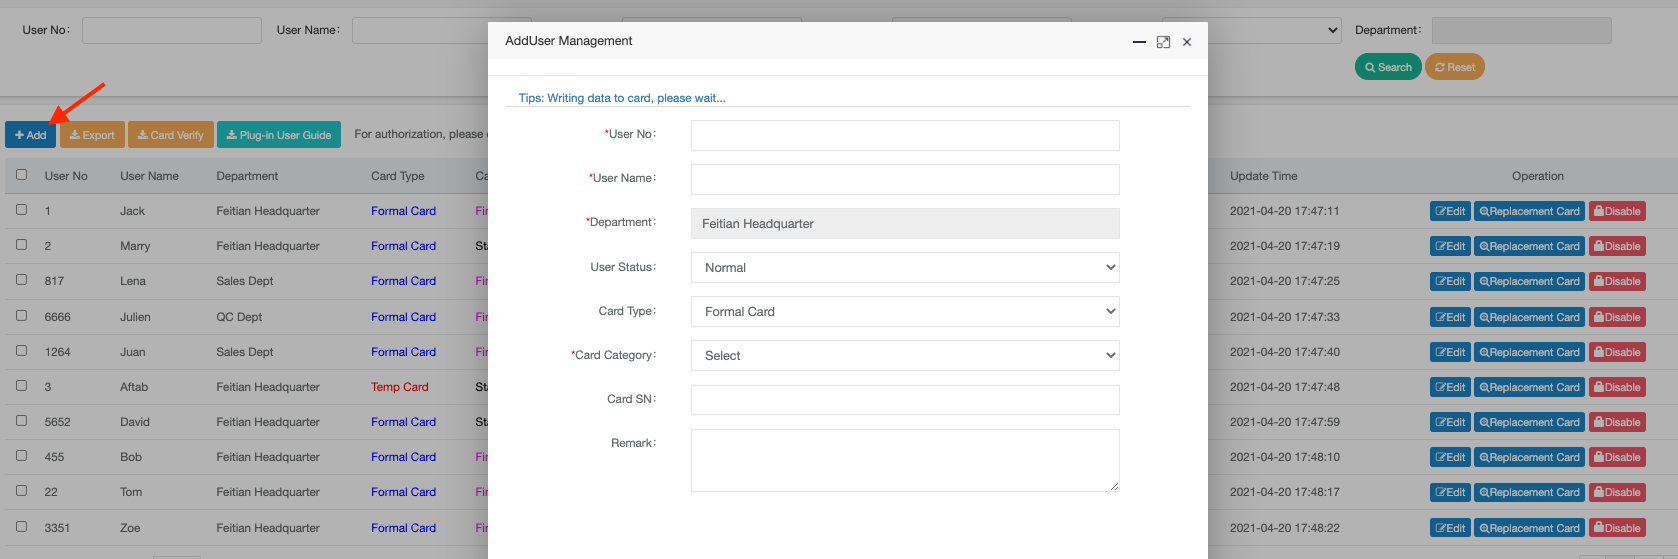 User No：
User Name：
Department：
Search
Reset
Add
Export
Card Verify
Plug-in User Guide
For authorization, please
User No User Name Department Card Type Update Time Operation
1 Jack Feitian Headquarter Formal Card 2021-04-20 17:47:11 Edit Replacement Card Disable
2 Marry Feitian Headquarter Formal Card 2021-04-20 17:47:19 Edit Replacement Card Disable
817 Lena Sales Dept Formal Card 2021-04-20 17:47:25 Edit Replacement Card Disable
6666 Julien QC Dept Formal Card 2021-04-20 17:47:33 Edit Replacement Card Disable
1264 Juan Sales Dept Formal Card 2021-04-20 17:47:40 Edit Replacement Card Disable
3 Aftab Feitian Headquarter Temp Card 2021-04-20 17:47:48 Edit Replacement Card Disable
5652 David Feitian Headquarter Formal Card 2021-04-20 17:47:59 Edit Replacement Card Disable
455 Bob Feitian Headquarter Formal Card 2021-04-20 17:48:10 Edit Replacement Card Disable
22 Tom Feitian Headquarter Formal Card 2021-04-20 17:48:17 Edit Replacement Card Disable
3351 Zoe Feitian Headquarter Formal Card 2021-04-20 17:48:22 Edit Replacement Card Disable
AddUser Management
Tips: Writing data to card, please wait...
*User No：
*User Name：
*Department： Feitian Headquarter
User Status： Normal
Card Type： Formal Card
*Card Category： Select
Card SN：
Remark：